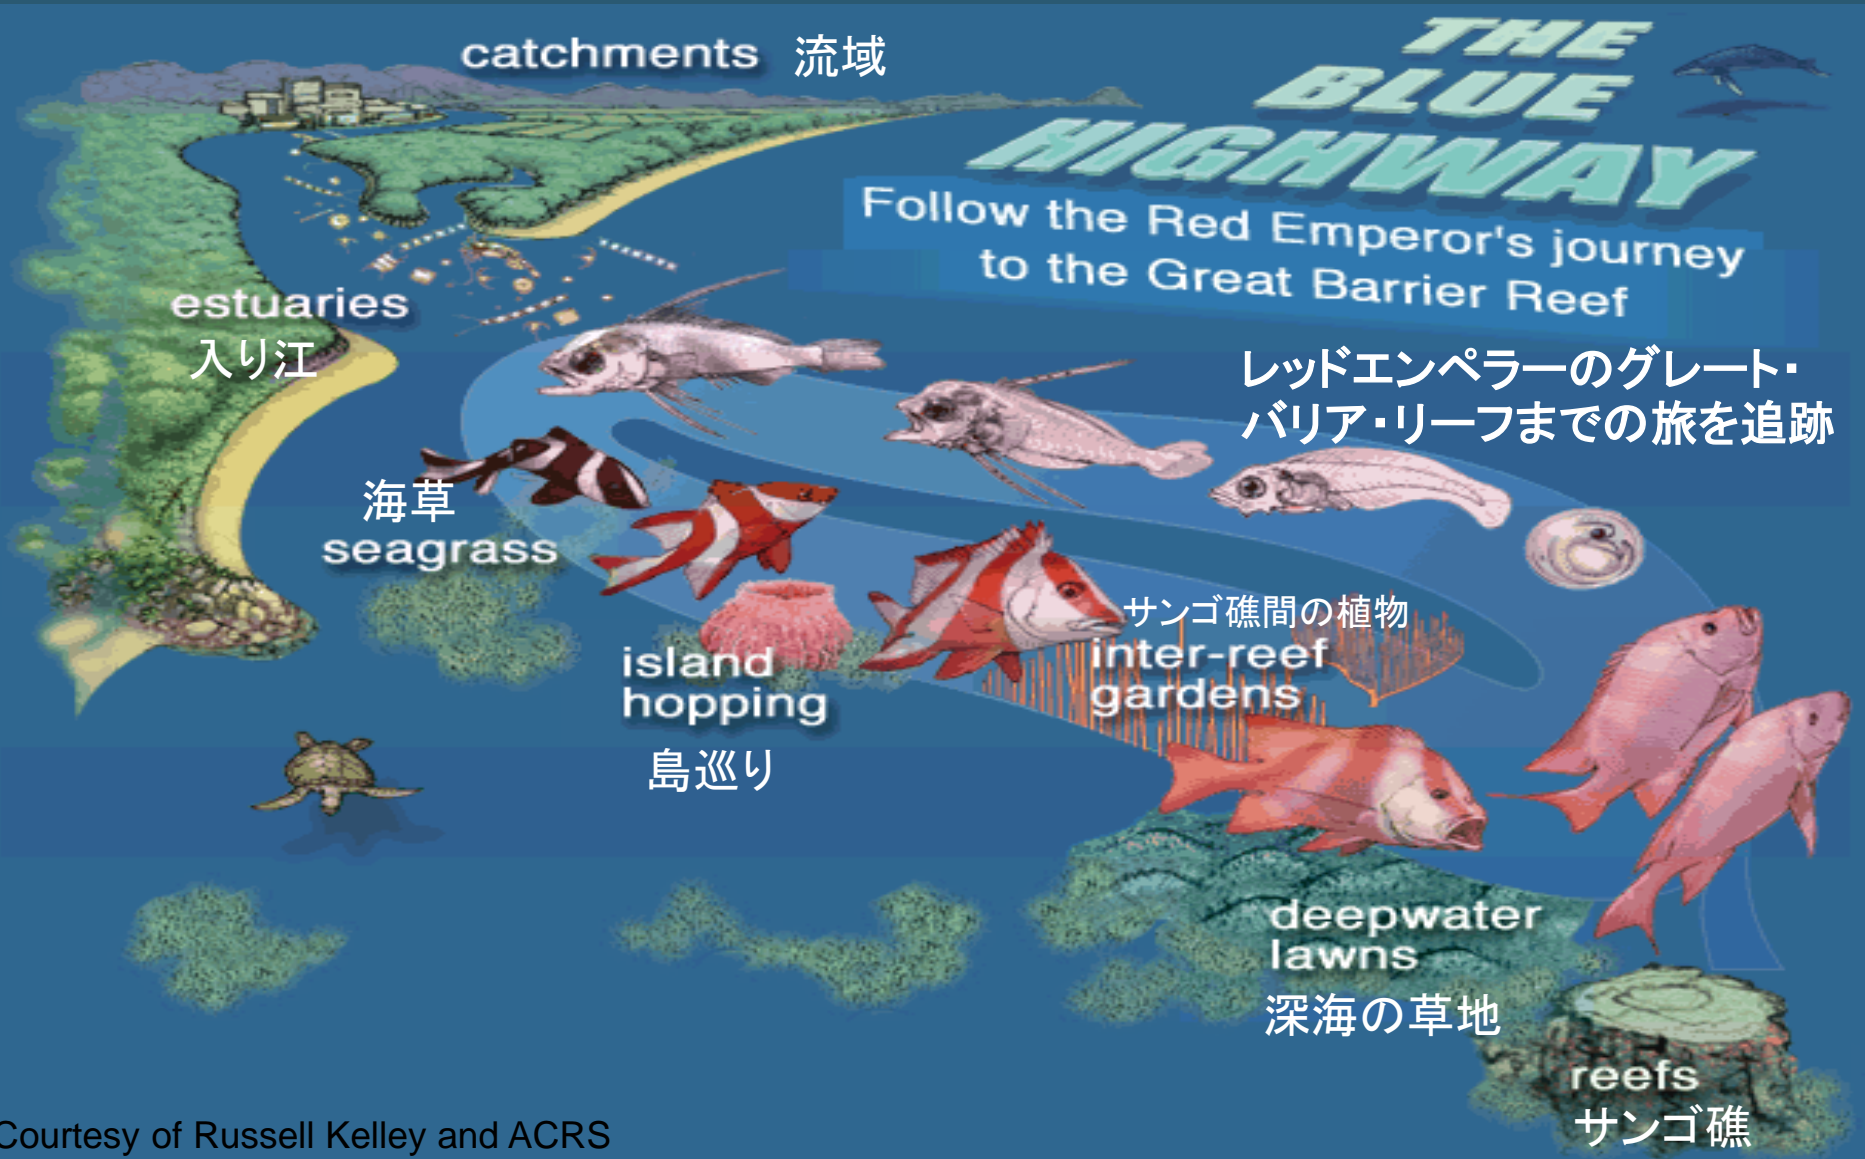 catchments 流域
THE
BLUE
HIGHWAY
Follow the Red Emperor's journey
to the Great Barrier Reef
レッドエンペラーのグレート・
バリア・リーフまでの旅を追跡
estuaries
入り江
海草
seagrass
island
hopping
島巡り
サンゴ礁間の植物
inter-reef
gardens
deepwater
lawns
深海の草地
reefs
サンゴ礁
Courtesy of Russell Kelley and ACRS